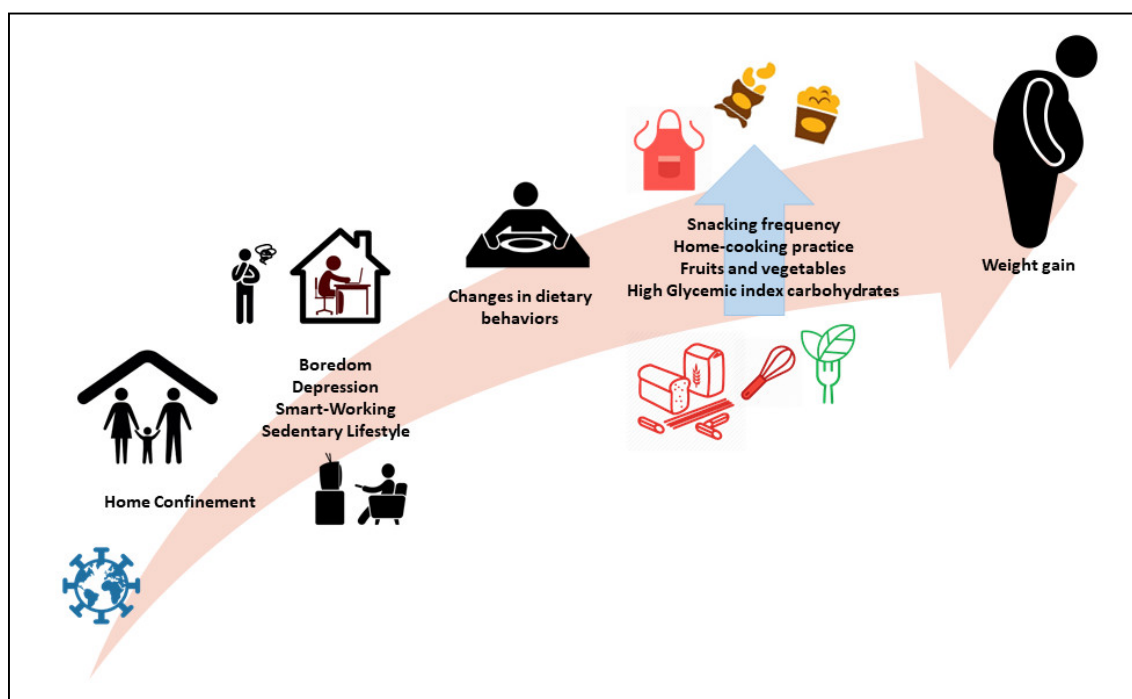 Home Confinement
Boredom
Depression
Smart-Working
Sedentary Lifestyle
Changes in dietary
behaviors
Snacking frequency
Home-cooking practice
Fruits and vegetables
High Glycemic index carbohydrates
Weight gain